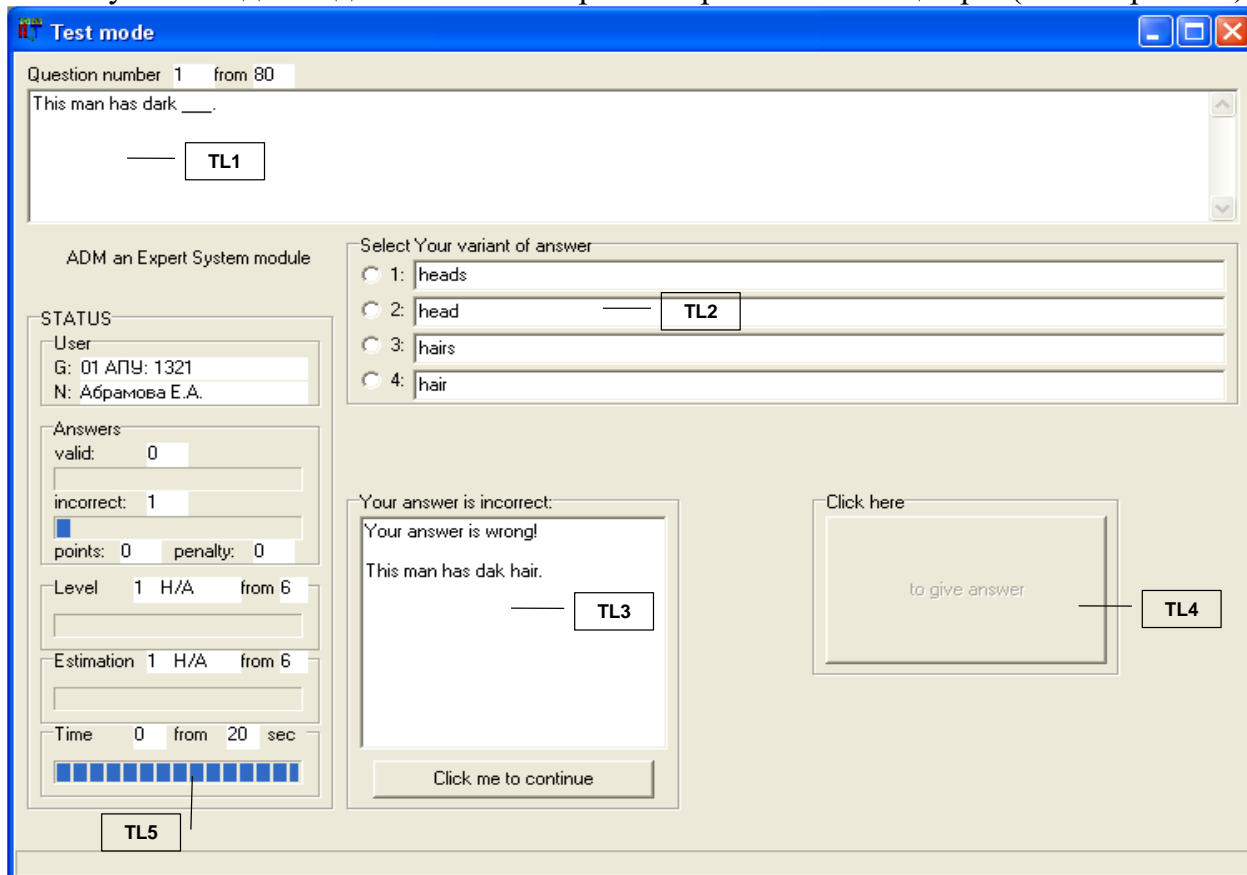 Test mode
Question number 1 from 80
This man has dark ___.
TL1
ADM an Expert System module
Select Your variant of answer
1: heads
2: head
TL2
3: hairs
4: hair
STATUS
User
G: 01 АПУ: 1321
N: Абрамова Е.А.
Answers
valid: 0
incorrect: 1
points: 0 penalty: 0
Level 1 Н/А from 6
Estimation 1 Н/А from 6
Time 0 from 20 sec
TL5
Your answer is incorrect:
Your answer is wrong!
This man has dak hair.
TL3
Click me to continue
Click here
to give answer
TL4